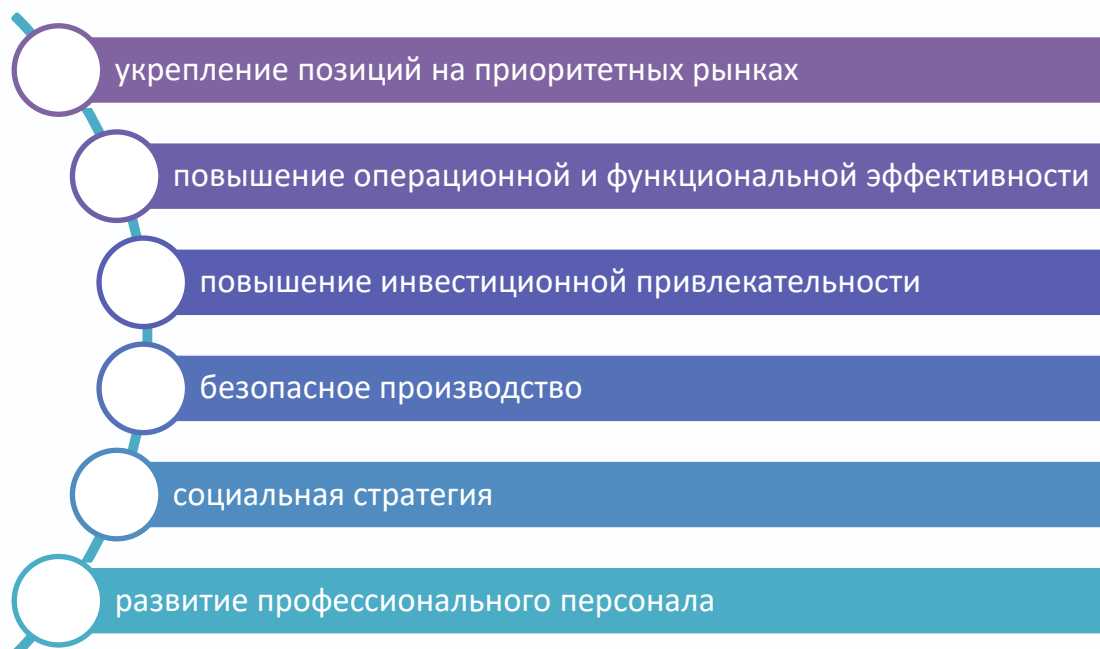 укрепление позиций на приоритетных рынках
повышение операционной и функциональной эффективности
повышение инвестиционной привлекательности
безопасное производство
социальная стратегия
развитие профессионального персонала